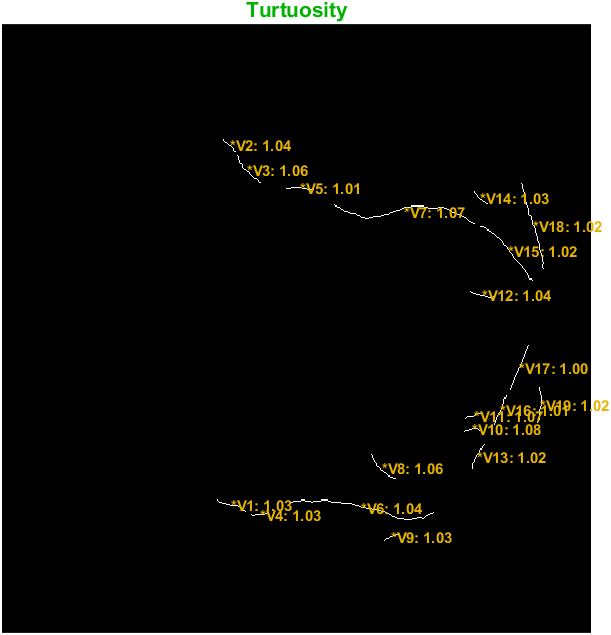 Turtuosity
*V2: 1.04
*V3: 1.06
*V5: 1.01
*V14: 1.03
*V7: 1.07
*V18: 1.02
*V15: 1.02
*V12: 1.04
*V17: 1.00
*V19: 1.02
*V16: 1.01
*V11: 1.07
*V10: 1.08
*V13: 1.02
*V8: 1.06
*V1: 1.03
*V6: 1.04
*V4: 1.03
*V9: 1.03